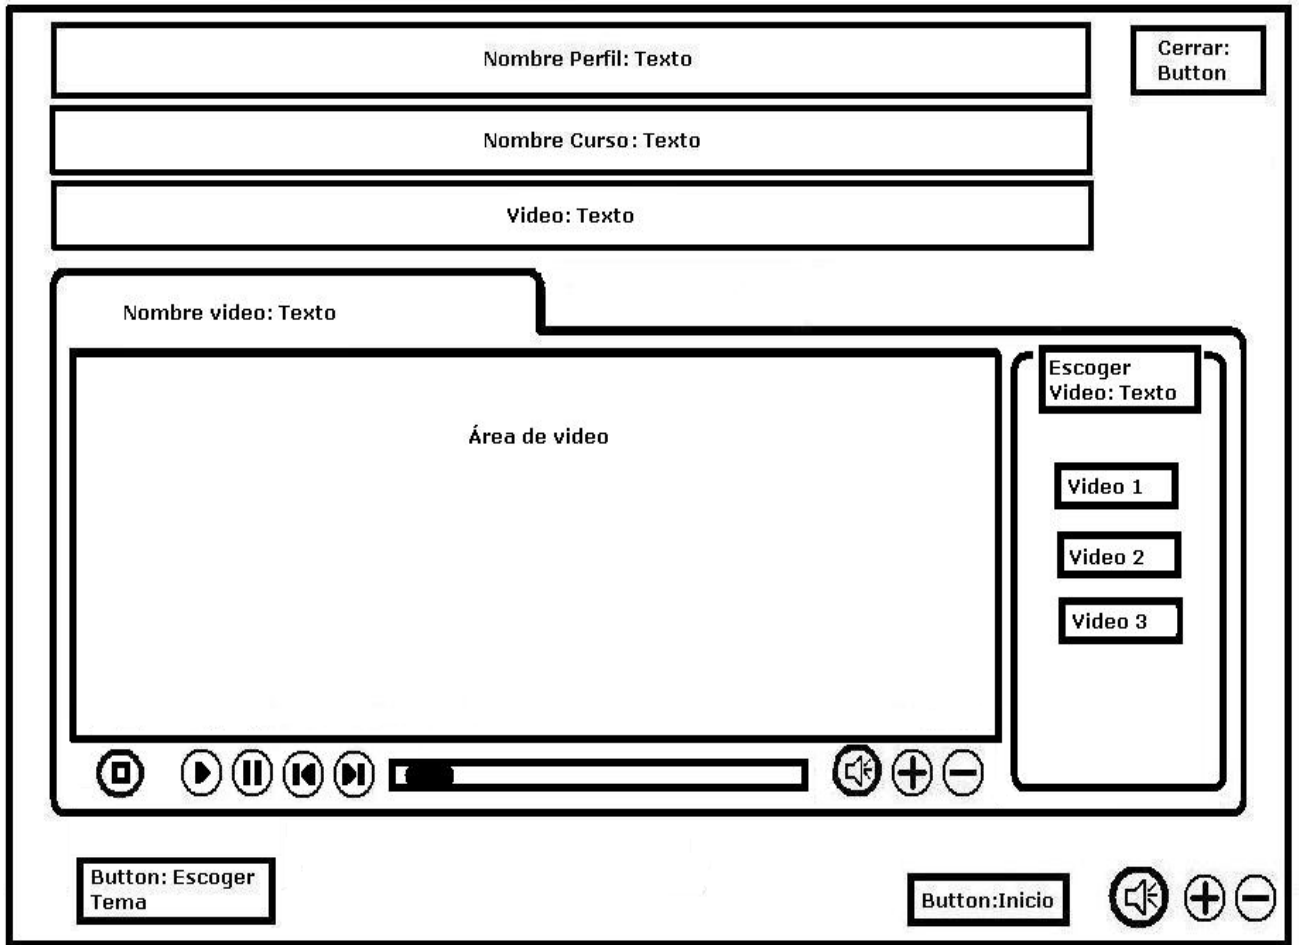 Nombre Perfil: Texto
Cerrar:
Button
Nombre Curso: Texto
Video: Texto
Nombre video: Texto
Escoger
Video: Texto
Área de video
Video 1
Video 2
Video 3
Button: Escoger
Tema
Button:Inicio